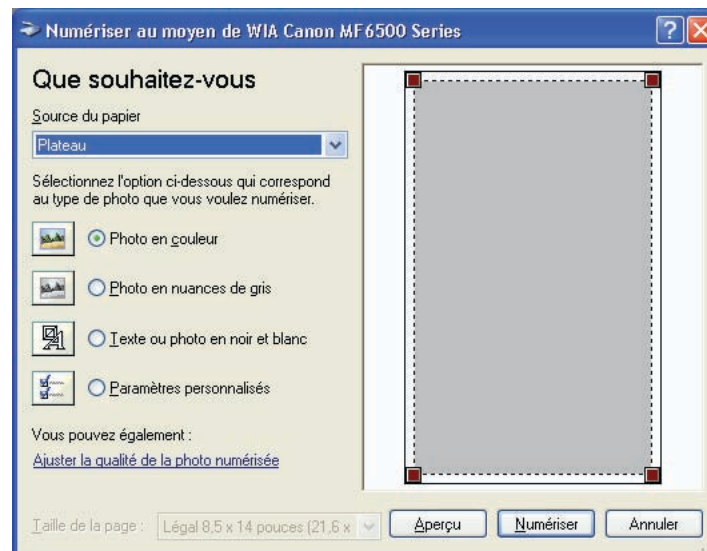 Numériser au moyen de WIA Canon MF6500 Series
Que souhaitez-vous
Source du papier
Plateau
Sélectionnez l'option ci-dessous qui correspond
au type de photo que vous voulez numériser.
Photo en couleur
Photo en nuances de gris
Texte ou photo en noir et blanc
Paramètres personnalisés
Vous pouvez également :
Ajuster la qualité de la photo numérisée
Taille de la page : Légal 8,5 x 14 pouces (21,6 x
Aperçu
Numériser
Annuler